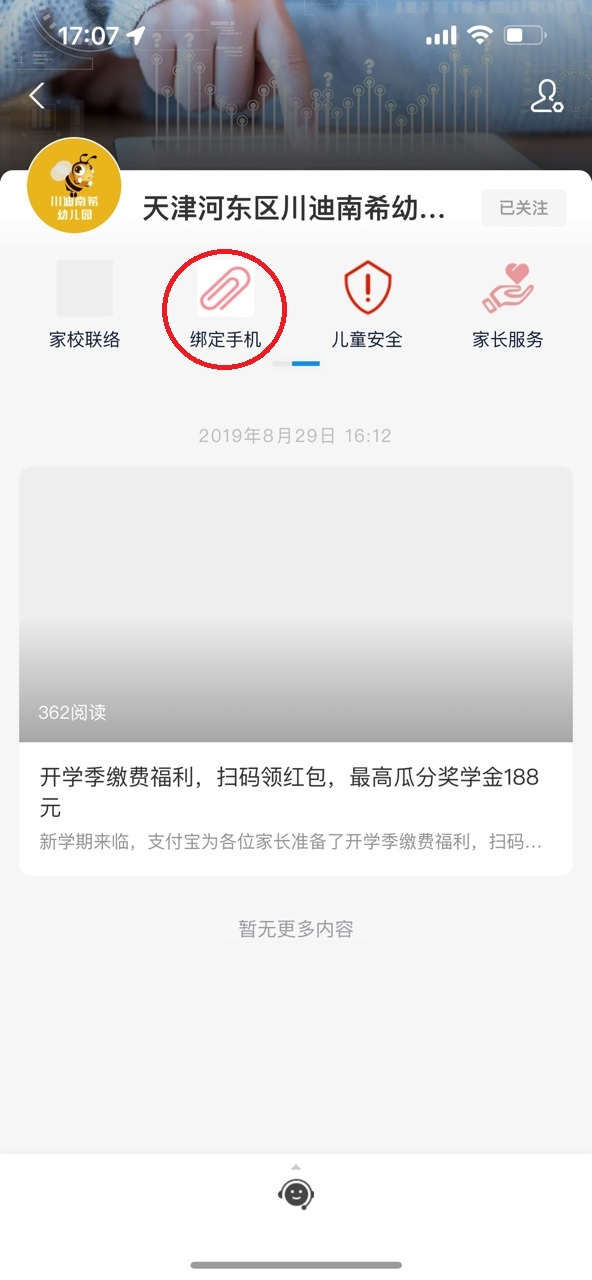 17:07
川迪南希
幼儿园
天津河东区川迪南希幼...
已关注
家校联络
绑定手机
儿童安全
家长服务
2019年8月29日 16:12
362阅读
开学季缴费福利，扫码领红包，最高瓜分奖学金188
元
新学期来临，支付宝为各位家长准备了开学季缴费福利，扫码...
暂无更多内容